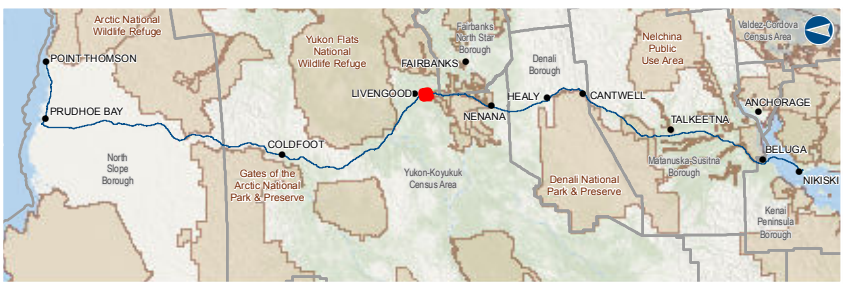 Arctic National
Wildlife Refuge
POINT THOMSON
PRUDHOE BAY
North
Slope
Borough
Gates of the
Arctic National
Park & Preserve
COLDFOOT
Yukon Flats
National
Wildlife Refuge
LIVENGOOD
Yukon-Koyukuk
Census Area
Fairbanks
North Star
Borough
FAIRBANKS
NENANA
Denali
Borough
HEALY
CANTWELL
Denali National
Park & Preserve
Nelchina
Public
Use Area
TALKEETNA
Matanuska-Susitna
Borough
Valdez-Cordova
Census Area
ANCHORAGE
BELUGA
NIKISKI
Kenai
Peninsula
Borough